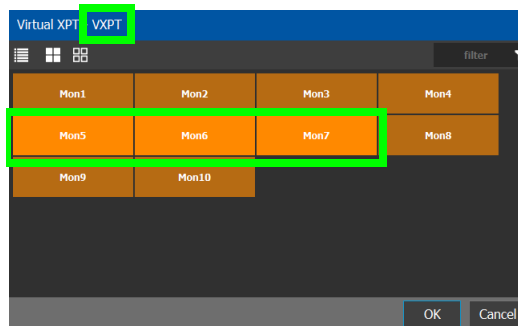 Virtual XPT VXPT
filter
Mon1 Mon2 Mon3 Mon4
Mon5 Mon6 Mon7 Mon8
Mon9 Mon10
OK Cancel